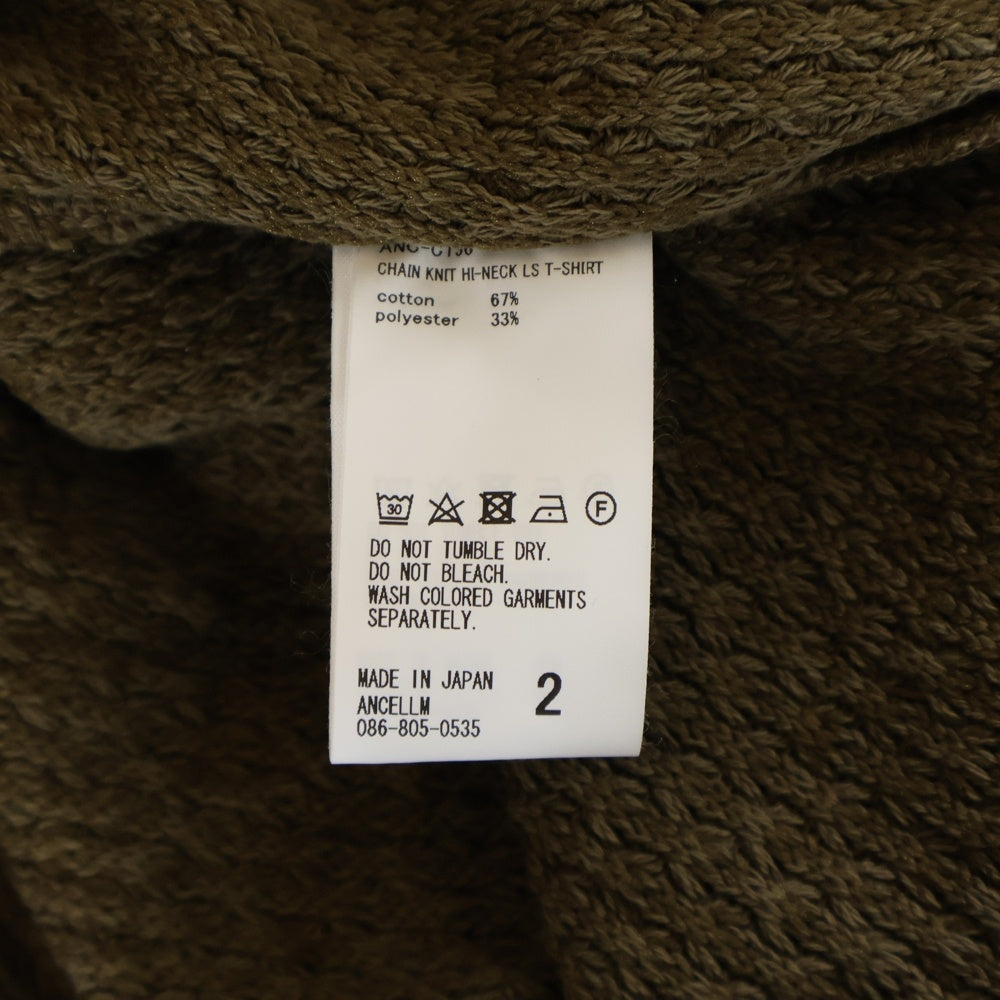 CHAIN KNIT HI-NECK LS T-SHIRT
cotton 67%
polyester 33%
30 F
DO NOT TUMBLE DRY.
DO NOT BLEACH.
WASH COLORED GARMENTS
SEPARATELY.
MADE IN JAPAN 2
ANCELLM
086-805-0535